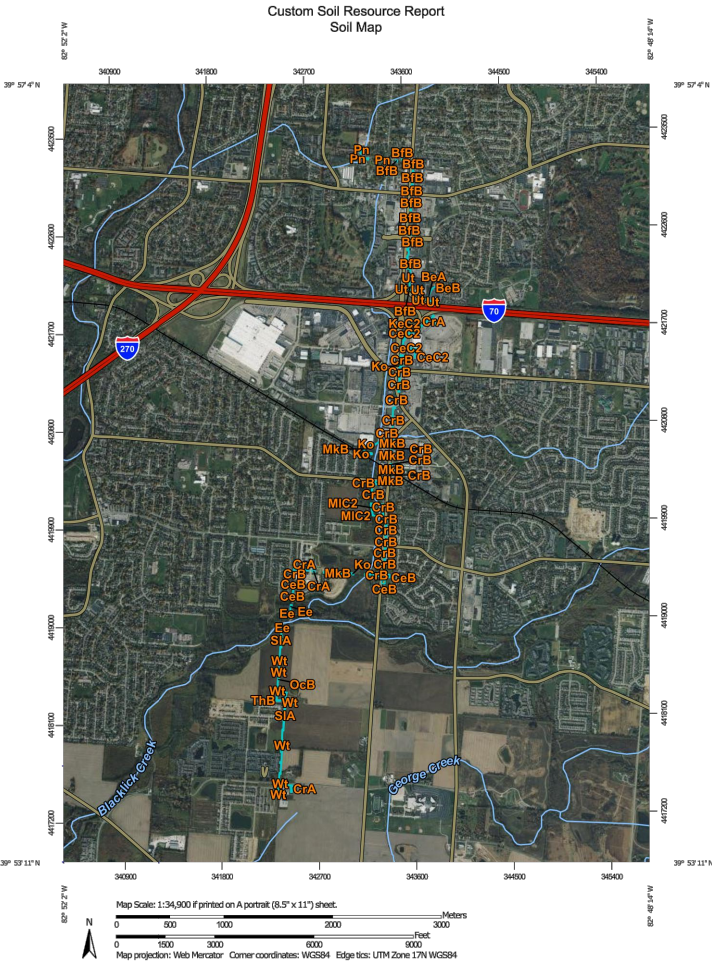 Custom Soil Resource Report
Soil Map
82° 52' 2'' W
82° 48' 14'' W
340900
341800
342700
343600
344500
345400
39° 57' 4'' N
39° 57' 4'' N
4423500
4423500
Pn
BfB
Pn
Pn
BfB
BfB
BfB
BfB
BfB
4422600
4422600
BfB
BfB
BfB
BfB
Ut
BeA
Ut
Ut
BeB
Ut
Ut
BfB
70
4421700
4421700
KeC2
CrA
CeC2
270
CeC2
CrB
CeC2
Ko
CrB
CrB
CrB
CrB
4420800
4420800
CrB
Ko
MkB
MkB
CrB
Ko
MkB
CrB
MkB
CrB
CrB
MkB
CrB
MlC2
CrB
MlC2
CrB
4419900
4419900
CrB
CrB
CrB
CrA
Ko
CrB
CrB
MkB
CrB
CeB
CeB
CrA
CeB
CeB
Ee
Ee
Ee
4419000
4419000
SlA
Wt
Wt
OcB
Wt
ThB
Wt
SlA
4418100
4418100
Wt
Blacklick Creek
George Creek
Wt
CrA
Wt
4417200
4417200
39° 53' 11'' N
39° 53' 11'' N
340900
341800
342700
343600
344500
345400
82° 52' 2'' W
82° 48' 14'' W
Map Scale: 1:34,900 if printed on A portrait (8.5" x 11") sheet.
N
Meters
0 500 1000 2000 3000
Feet
0 1500 3000 6000 9000
Map projection: Web Mercator Corner coordinates: WGS84 Edge tics: UTM Zone 17N WGS84